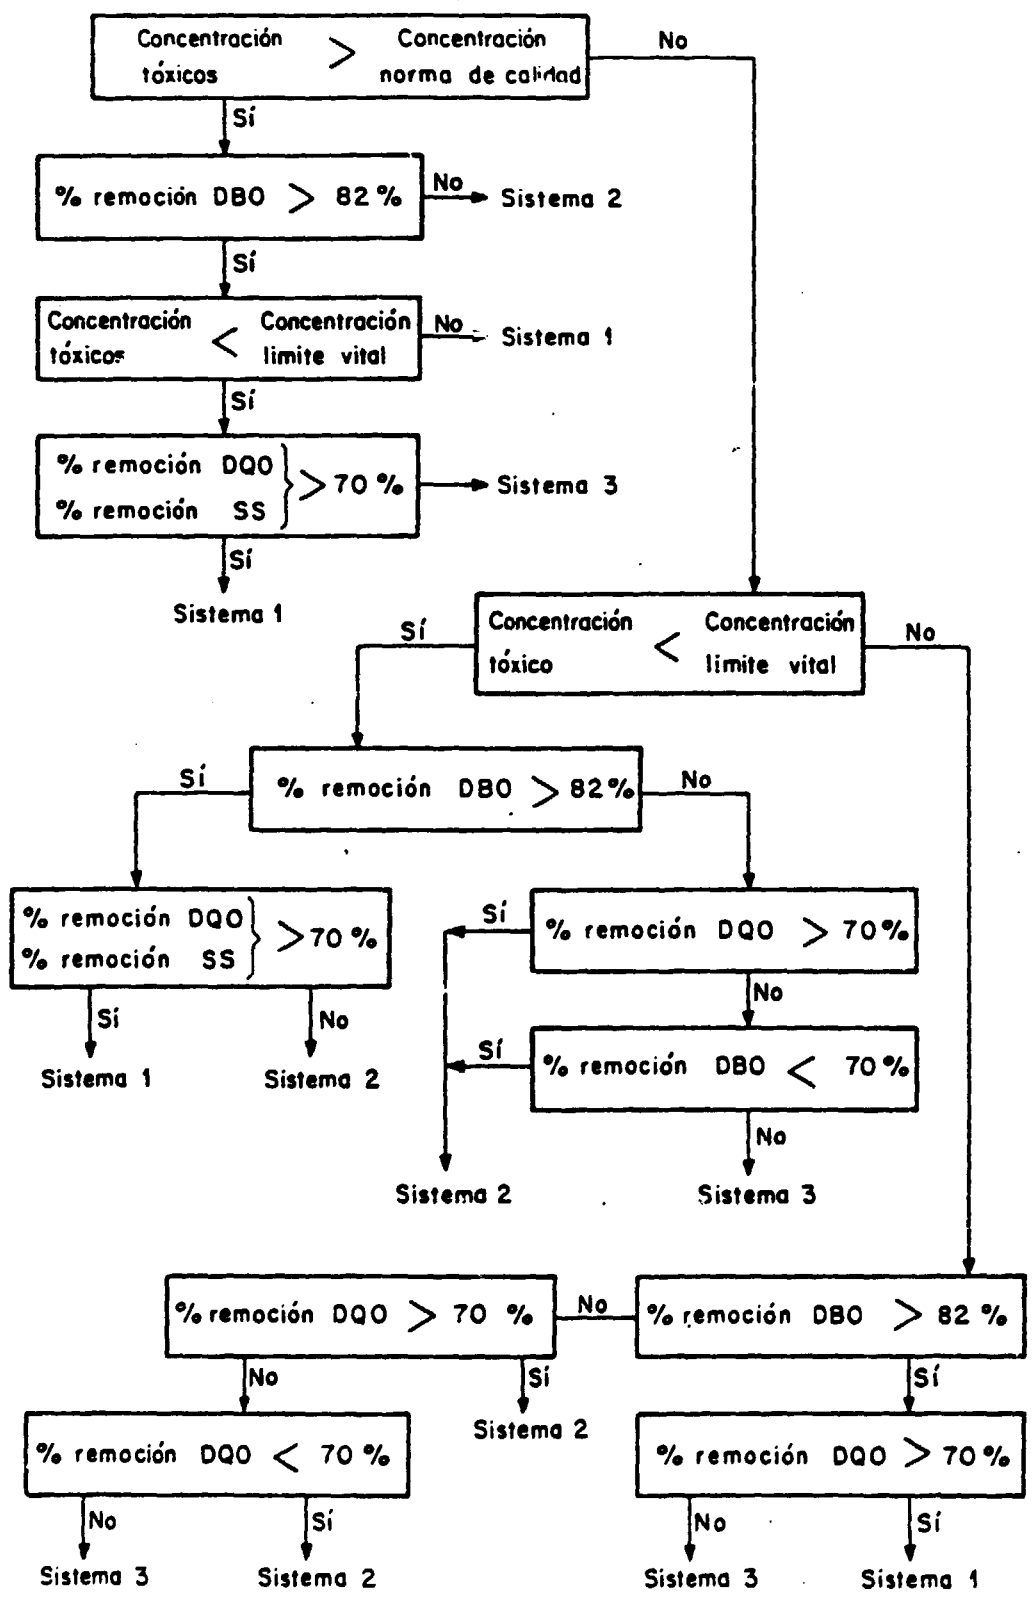 Concentración > Concentración
tóxicos norma de calidad
No
Sí
% remoción DBO > 82 %
No
Sistema 2
Sí
Concentración < Concentración
tóxicos limite vital
No
Sistema 1
Sí
% remoción DQO
% remoción SS
} > 70 %
Sistema 3
Sí
Sistema 1
Concentración < Concentración
tóxico limite vital
Sí
No
% remoción DBO > 82 %
Sí
No
% remoción DQO
% remoción SS
} > 70 %
Sí
No
Sistema 1
Sistema 2
% remoción DQO > 70 %
Sí
No
% remoción DBO < 70 %
Sí
No
Sistema 2
Sistema 3
% remoción DQO > 70 %
No
% remoción DBO > 82 %
No
Sí
Sistema 2
Sí
% remoción DQO < 70 %
% remoción DQO > 70 %
No
Sí
No
Sí
Sistema 3
Sistema 2
Sistema 3
Sistema 1